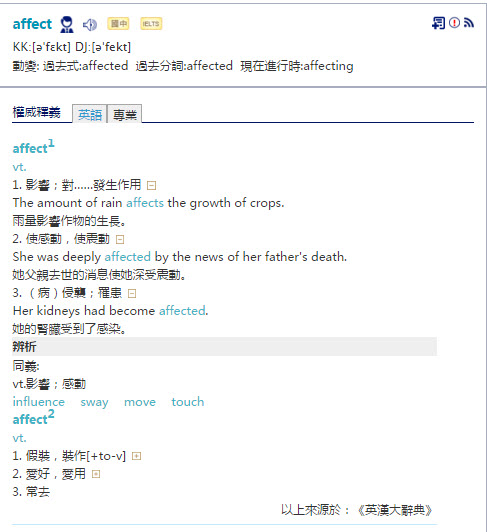 affect 國中 IELTS
KK:[ə'fɛkt] DJ:[ə'fekt]
動變: 過去式:affected 過去分詞:affected 現在進行時:affecting
權威釋義 英語 專業
affect1
vt.
1. 影響；對……發生作用
The amount of rain affects the growth of crops.
雨量影響作物的生長。
2. 使感動，使震動
She was deeply affected by the news of her father's death.
她父親去世的消息使她深受震動。
3. （病）侵襲；罹患
Her kidneys had become affected.
她的腎臟受到了感染。
辨析
同義:
vt.影響；感動
influence sway move touch
affect2
vt.
1. 假裝，裝作[+to-v]
2. 愛好，愛用
3. 常去
以上來源於：《英漢大辭典》